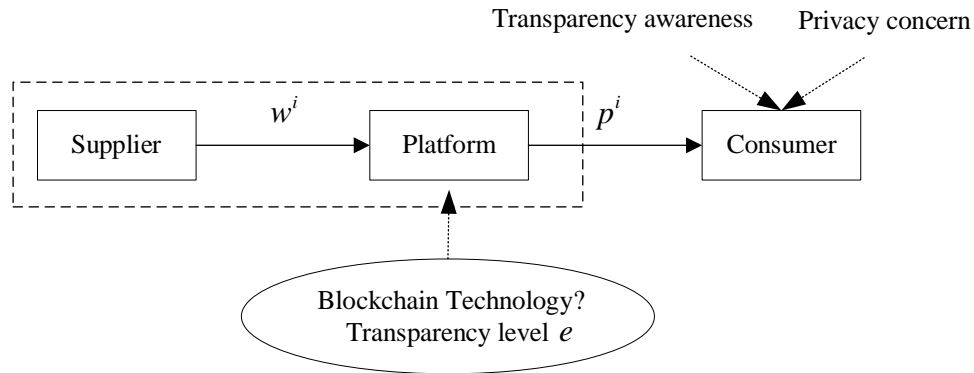 Transparency awareness Privacy concern
w^i p^i
Supplier Platform Consumer
Blockchain Technology?
Transparency level e